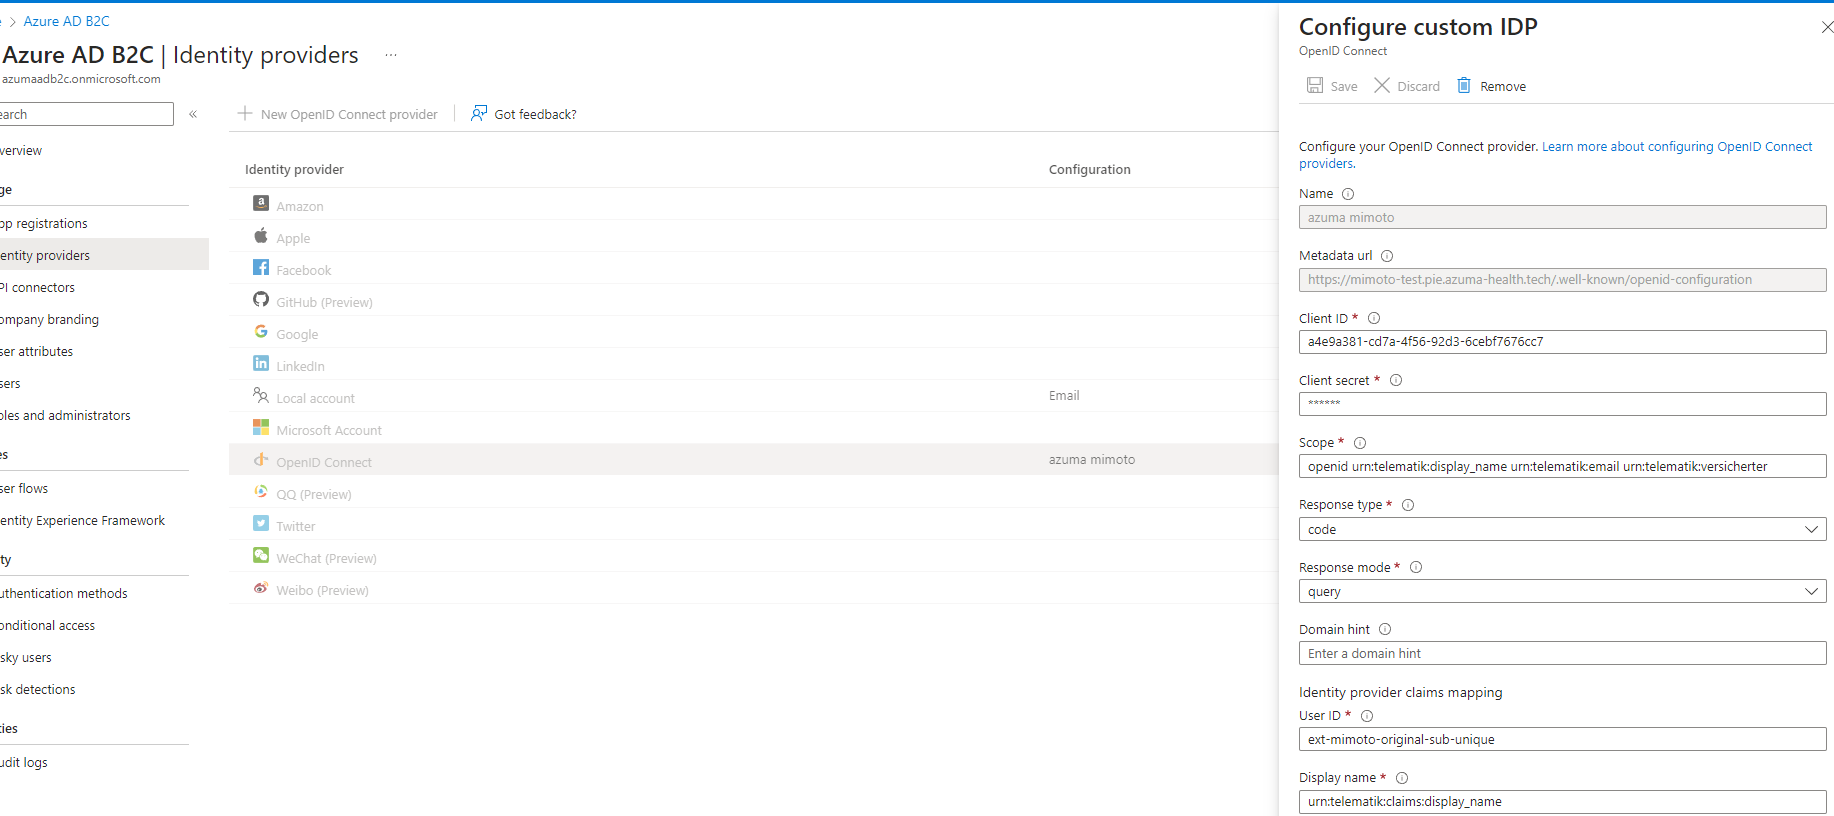 Azure AD B2C
Azure AD B2C | Identity providers ...
azumaadb2c.onmicrosoft.com
earch
«
verview
ge
pp registrations
entity providers
PI connectors
ompany branding
ser attributes
sers
oles and administrators
es
ser flows
entity Experience Framework
ty
uthentication methods
onditional access
sky users
sk detections
ties
udit logs
New OpenID Connect provider
Got feedback?
Identity provider Configuration
Amazon
Apple
Facebook
GitHub (Preview)
Google
LinkedIn
Local account Email
Microsoft Account
OpenID Connect azuma mimoto
QQ (Preview)
Twitter
WeChat (Preview)
Weibo (Preview)
Configure custom IDP
OpenID Connect
Save Discard Remove
Configure your OpenID Connect provider. Learn more about configuring OpenID Connect
providers.
Name
azuma mimoto
Metadata url
https://mimoto-test.pie.azuma-health.tech/.well-known/openid-configuration
Client ID *
a4e9a381-cd7a-4f56-92d3-6cebf7676cc7
Client secret *
******
Scope *
openid urn:telematik:display_name urn:telematik:email urn:telematik:versicherter
Response type *
code
Response mode *
query
Domain hint
Enter a domain hint
Identity provider claims mapping
User ID *
ext-mimoto-original-sub-unique
Display name *
urn:telematik:claims:display_name